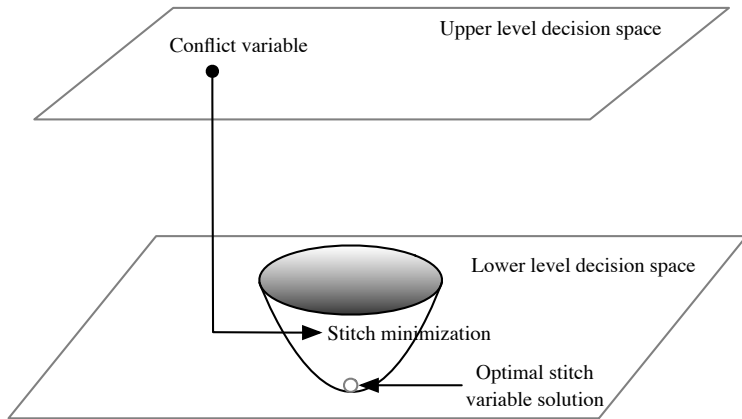 Upper level decision space
Conflict variable
Lower level decision space
Stitch minimization
Optimal stitch
variable solution